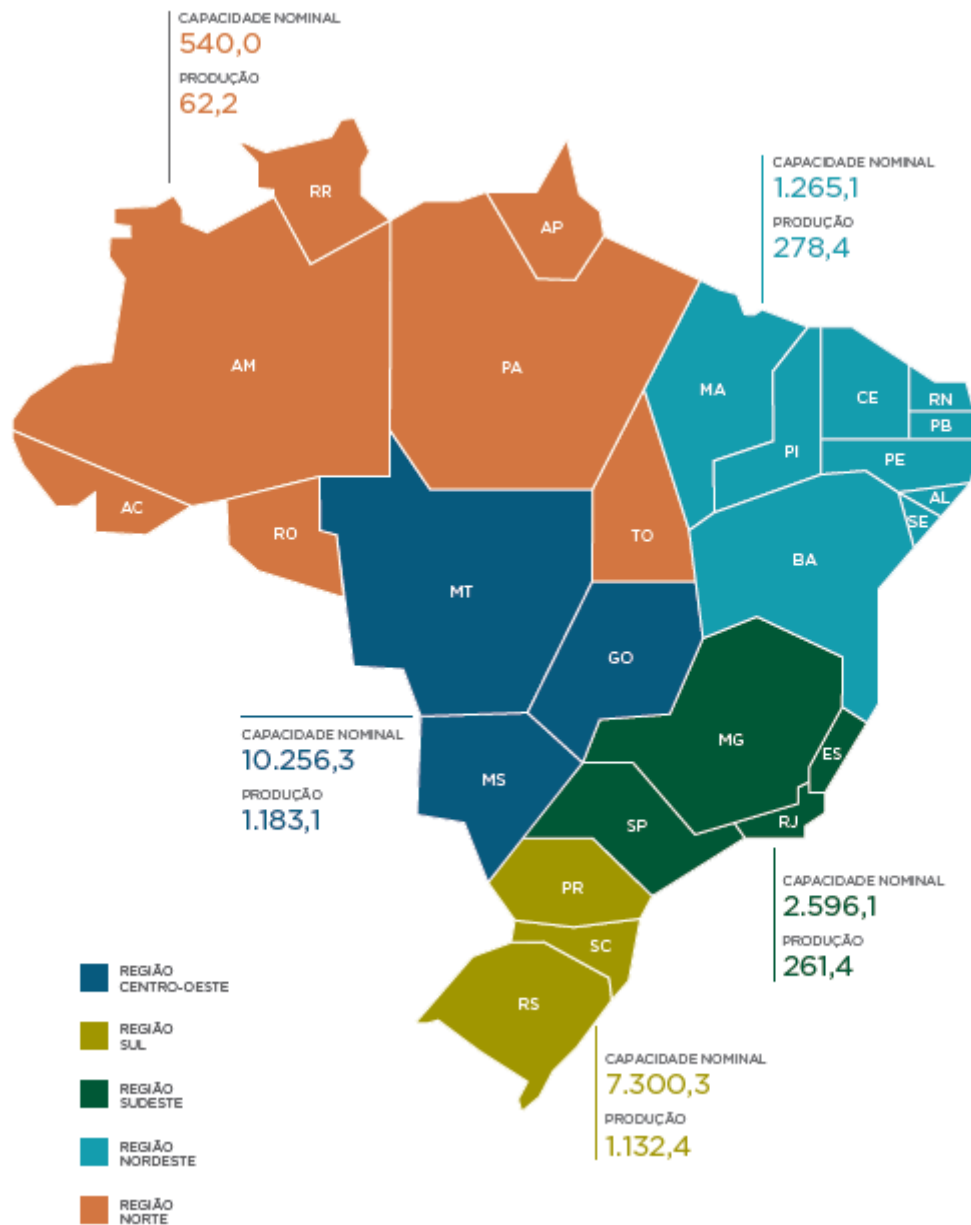 CAPACIDADE NOMINAL
540,0
PRODUÇÃO
62,2
CAPACIDADE NOMINAL
1.265,1
PRODUÇÃO
278,4
RR
AP
AM
PA
MA
CE
RN
PB
PI
PE
AC
RO
TO
AL
SE
BA
MT
GO
CAPACIDADE NOMINAL
10.256,3
PRODUÇÃO
1.183,1
MG
ES
MS
SP
RJ
CAPACIDADE NOMINAL
2.596,1
PRODUÇÃO
261,4
PR
SC
RS
CAPACIDADE NOMINAL
7.300,3
PRODUÇÃO
1.132,4
REGIÃO
CENTRO-OESTE
REGIÃO
SUL
REGIÃO
SUDESTE
REGIÃO
NORDESTE
REGIÃO
NORTE